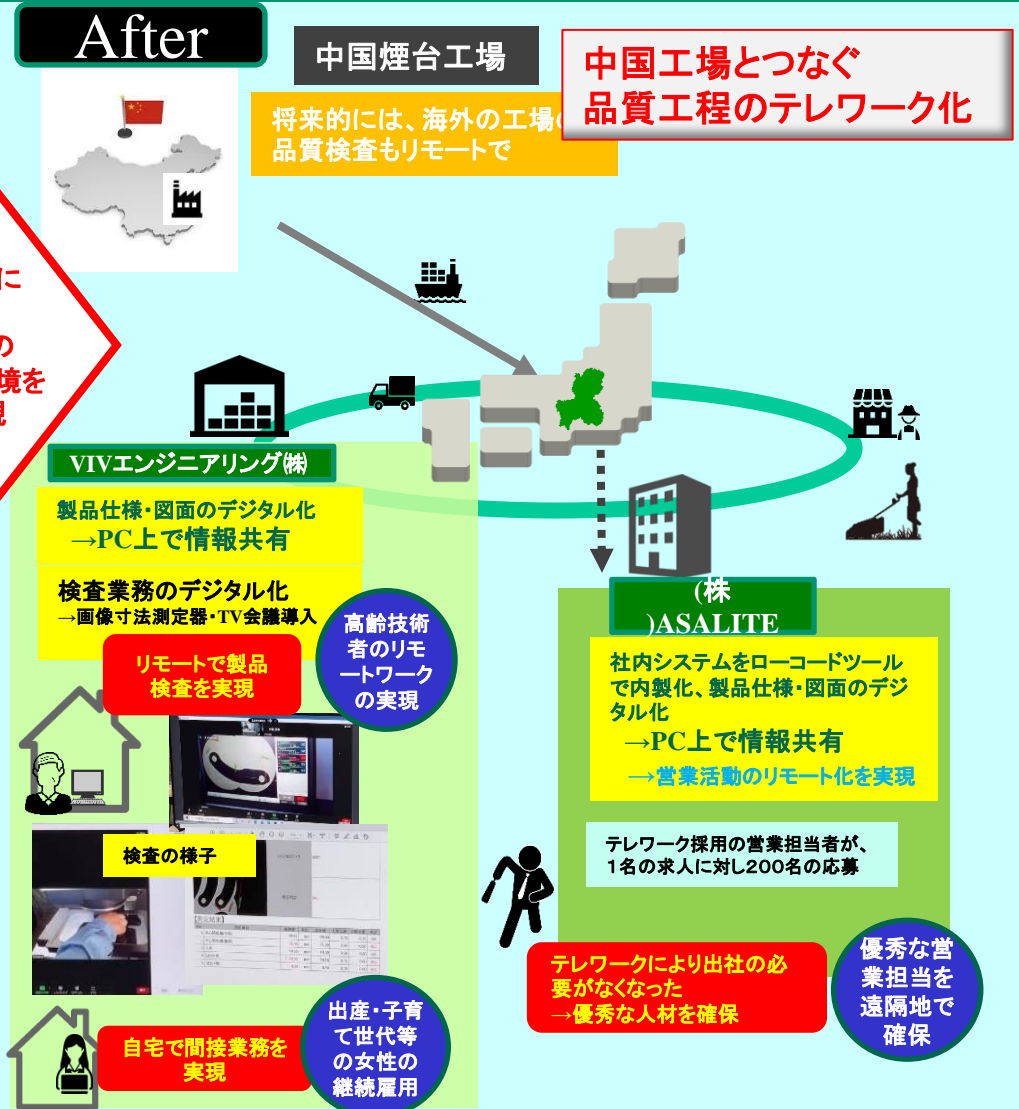 After
中国煙台工場
中国工場とつなぐ
品質工程のテレワーク化
将来的には、海外の工場の
品質検査もリモートで
に
の
境を
現
VIVエンジニアリング㈱
製品仕様・図面のデジタル化
→PC上で情報共有
検査業務のデジタル化
→画像寸法測定器・TV会議導入
リモートで製品
検査を実現
高齢技術
者のリモ
ートワーク
の実現
検査の様子
自宅で間接業務を
実現
出産・子育
て世代等
の女性の
継続雇用
(株
)ASALITE
社内システムをローコードツール
で内製化、製品仕様・図面のデジ
タル化
→PC上で情報共有
→営業活動のリモート化を実現
テレワーク採用の営業担当者が、
1名の求人に対し200名の応募
テレワークにより出社の必
要がなくなった
→優秀な人材を確保
優秀な営
業担当を
遠隔地で
確保